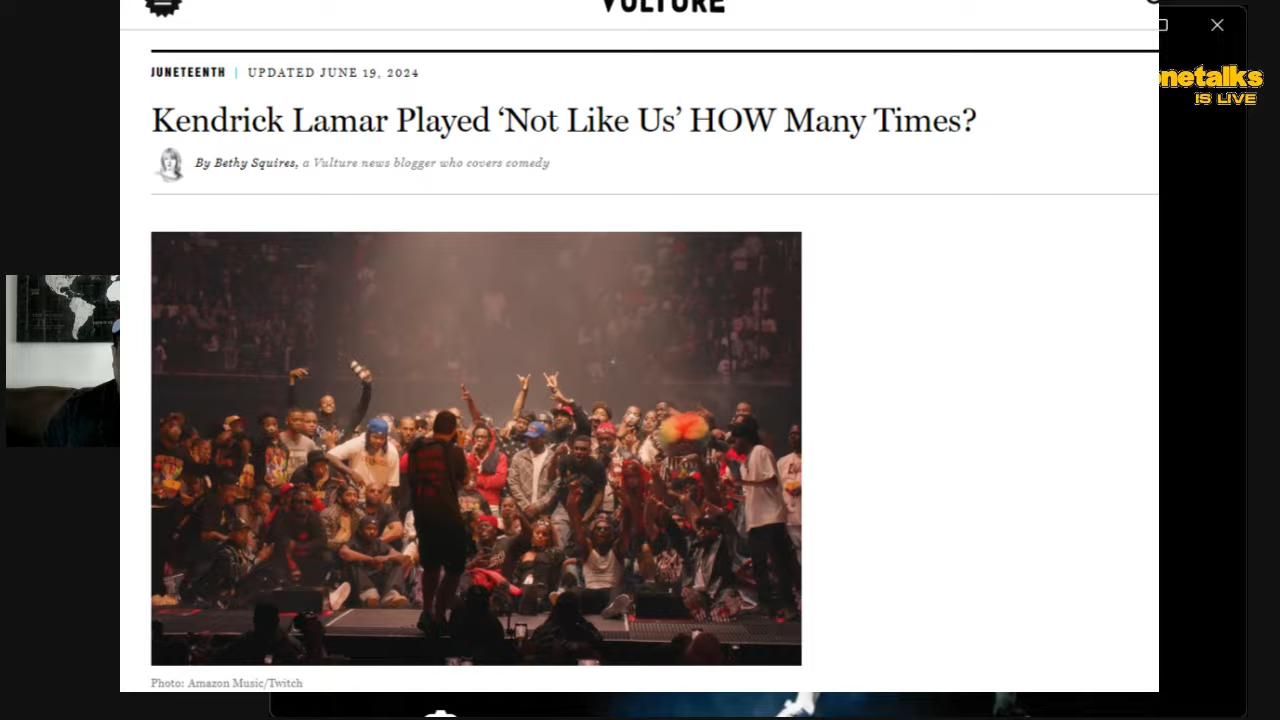 VULTURE
JUNETEENTH | UPDATED JUNE 19, 2024
netalks
IS LIVE
Kendrick Lamar Played ‘Not Like Us’ HOW Many Times?
By Bethy Squires, a Vulture news blogger who covers comedy
Photo: Amazon Music/Twitch